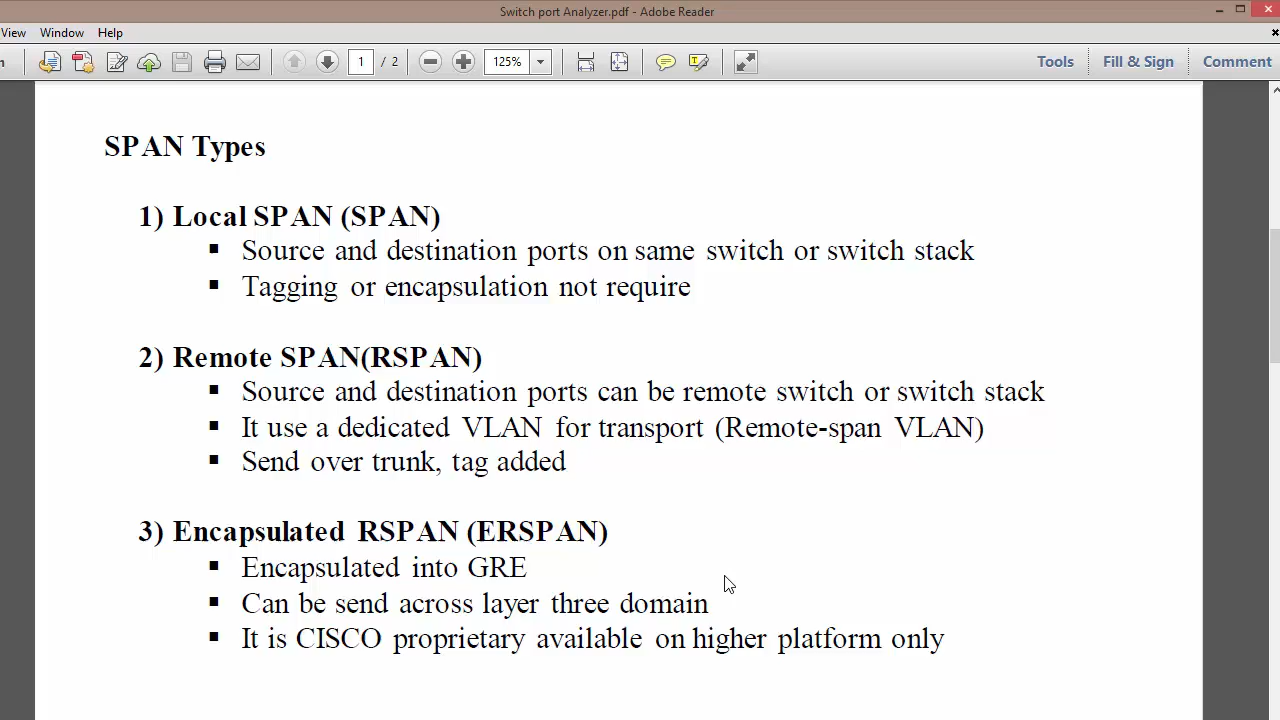 Switch port Analyzer.pdf - Adobe Reader
View Window Help
1 / 2 125% Tools Fill & Sign Comment
SPAN Types
1) Local SPAN (SPAN)
▪ Source and destination ports on same switch or switch stack
▪ Tagging or encapsulation not require
2) Remote SPAN(RSPAN)
▪ Source and destination ports can be remote switch or switch stack
▪ It use a dedicated VLAN for transport (Remote-span VLAN)
▪ Send over trunk, tag added
3) Encapsulated RSPAN (ERSPAN)
▪ Encapsulated into GRE
▪ Can be send across layer three domain
▪ It is CISCO proprietary available on higher platform only